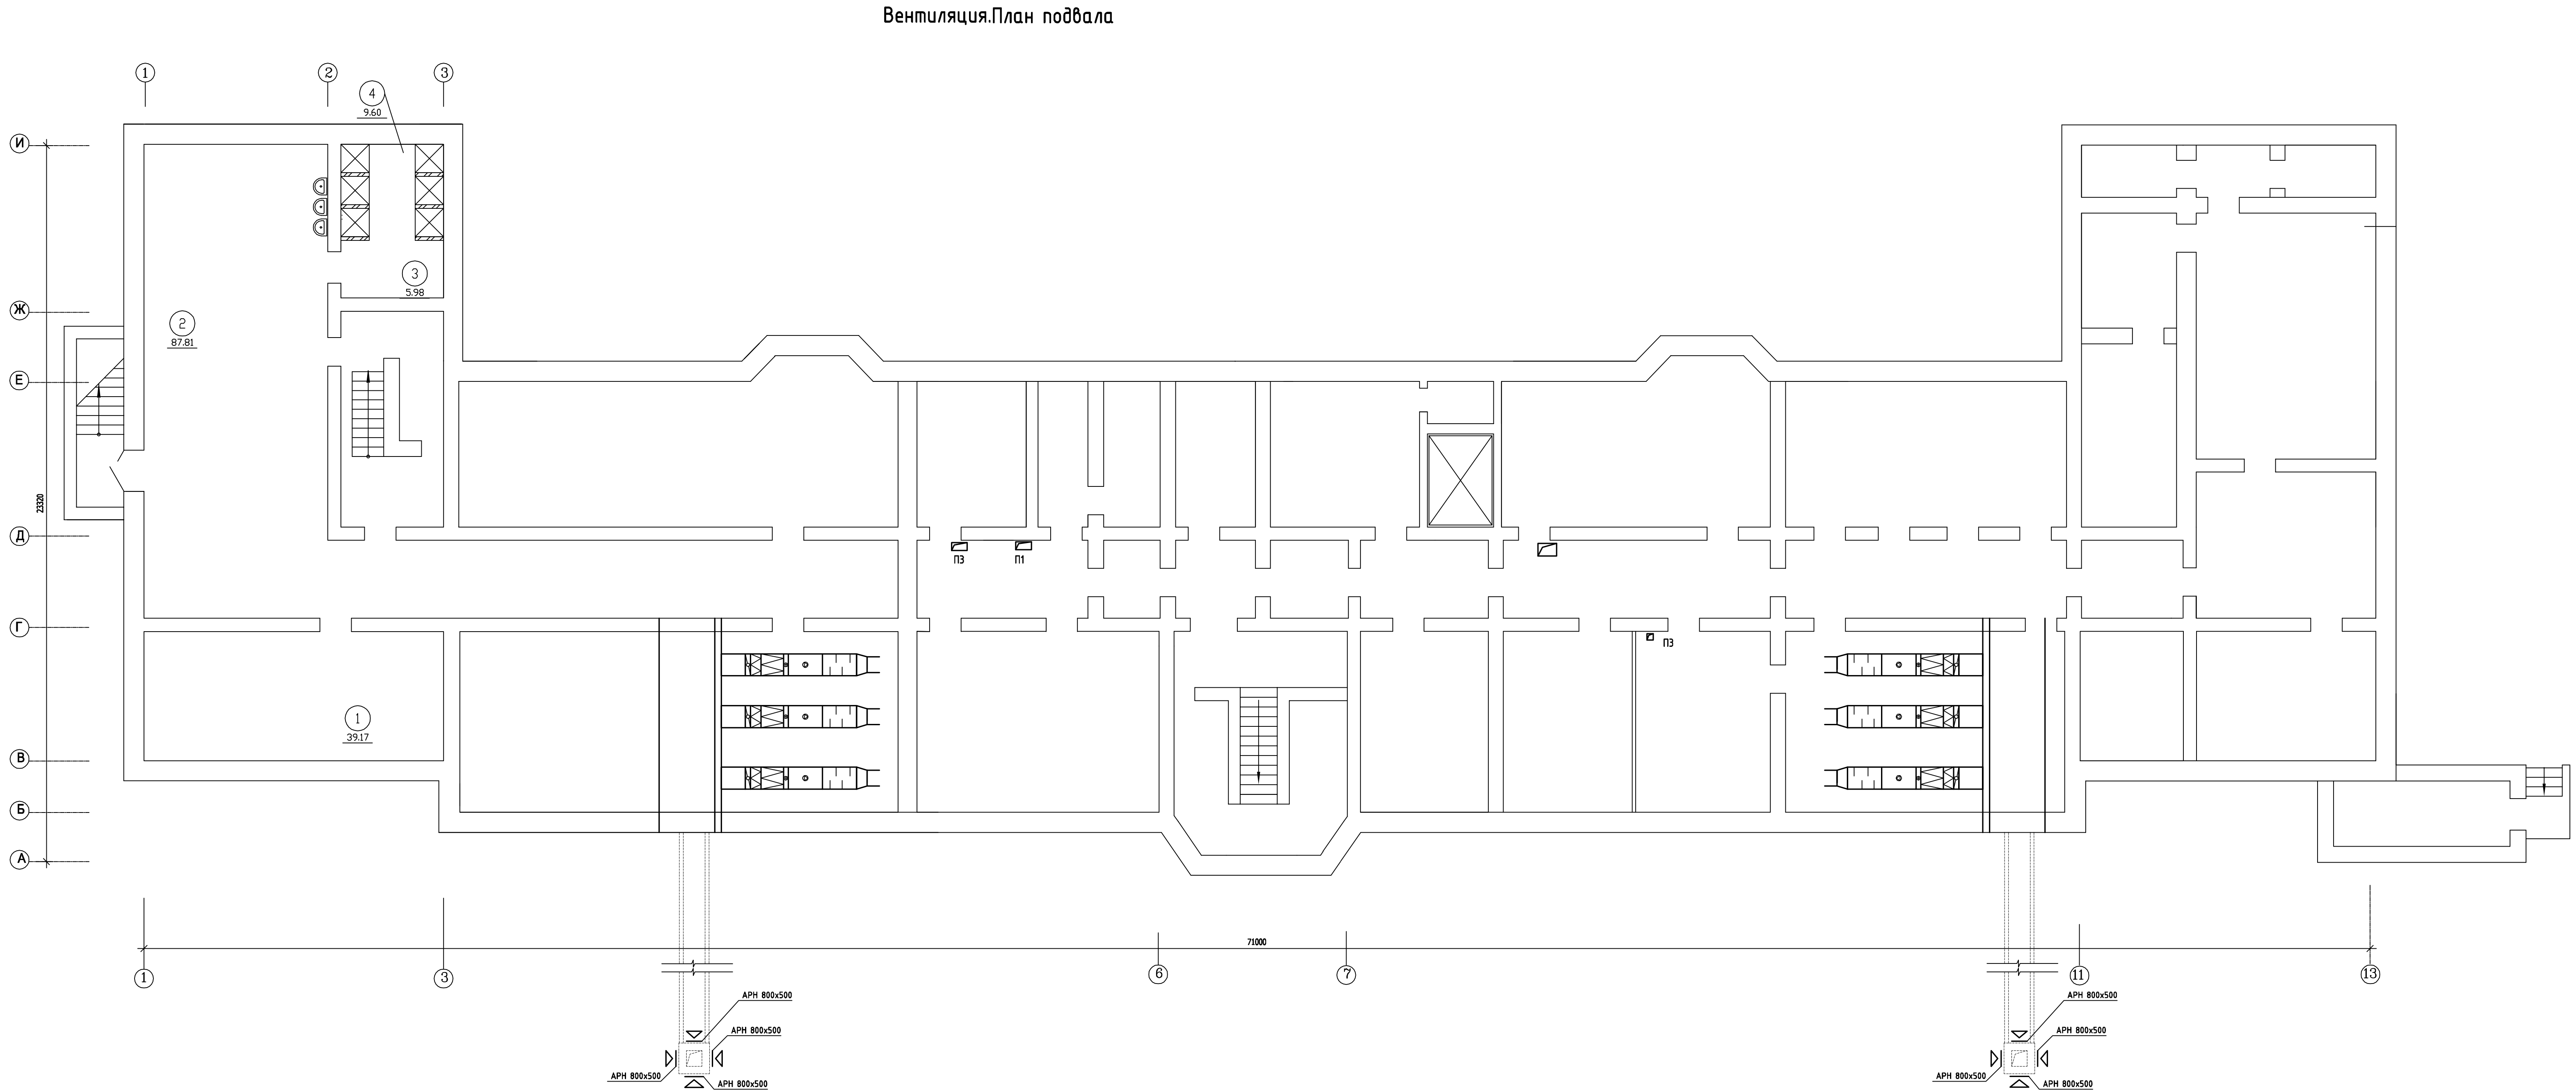 Вентиляция.План подвала
1
2
3
4
9.60
И
3
5.98
Ж
2
87.81
Е
23320
Д
П3
П1
Г
П3
1
39.17
В
Б
А
71000
1
3
6
7
11
13
АРН 800х500
АРН 800х500
АРН 800х500
АРН 800х500
АРН 800х500
АРН 800х500
АРН 800х500
АРН 800х500